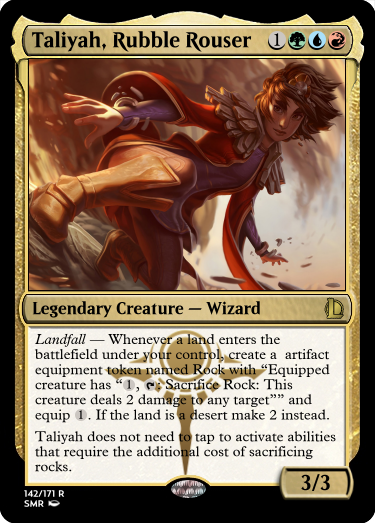 Taliyah, Rubble Rouser 1
Legendary Creature — Wizard
Landfall — Whenever a land enters the
battlefield under your control, create a artifact
equipment token named Rock with “Equipped
creature has “1, : Sacrifice Rock: This
creature deals 2 damage to any target”” and
equip 1. If the land is a desert make 2 instead.
Taliyah does not need to tap to activate abilities
that require the additional cost of sacrificing
rocks.
3/3
142/171 R
SMR